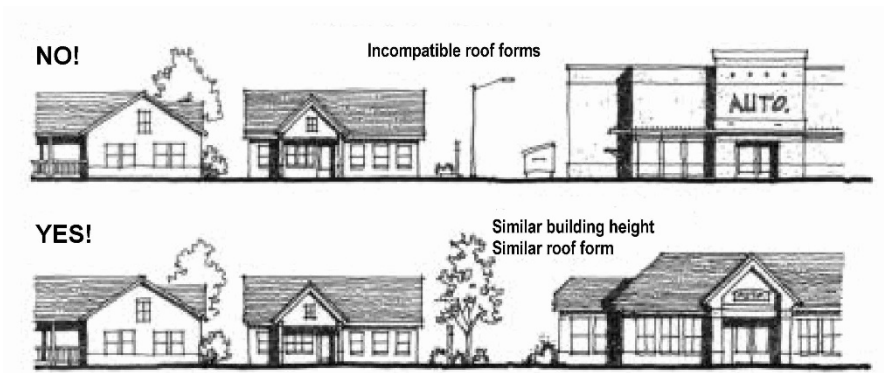 NO!
Incompatible roof forms
AUTO.
YES!
Similar building height
Similar roof form